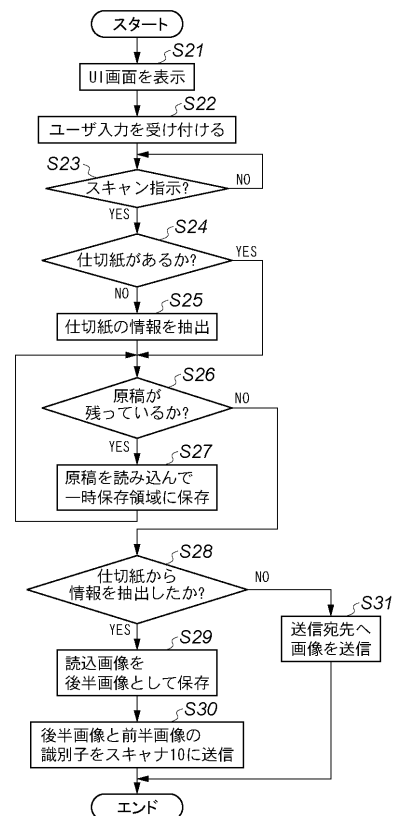 スタート
S21
UI画面を表示
S22
ユーザ入力を受け付ける
S23
スキャン指示?
NO
YES
S24
仕切紙があるか?
YES
NO
S25
仕切紙の情報を抽出
S26
原稿が
残っているか?
NO
YES
S27
原稿を読み込んで
一時保存領域に保存
S28
仕切紙から
情報を抽出したか?
NO
YES
S31
送信宛先へ
画像を送信
S29
読込画像を
後半画像として保存
S30
後半画像と前半画像の
識別子をスキャナ10に送信
エンド